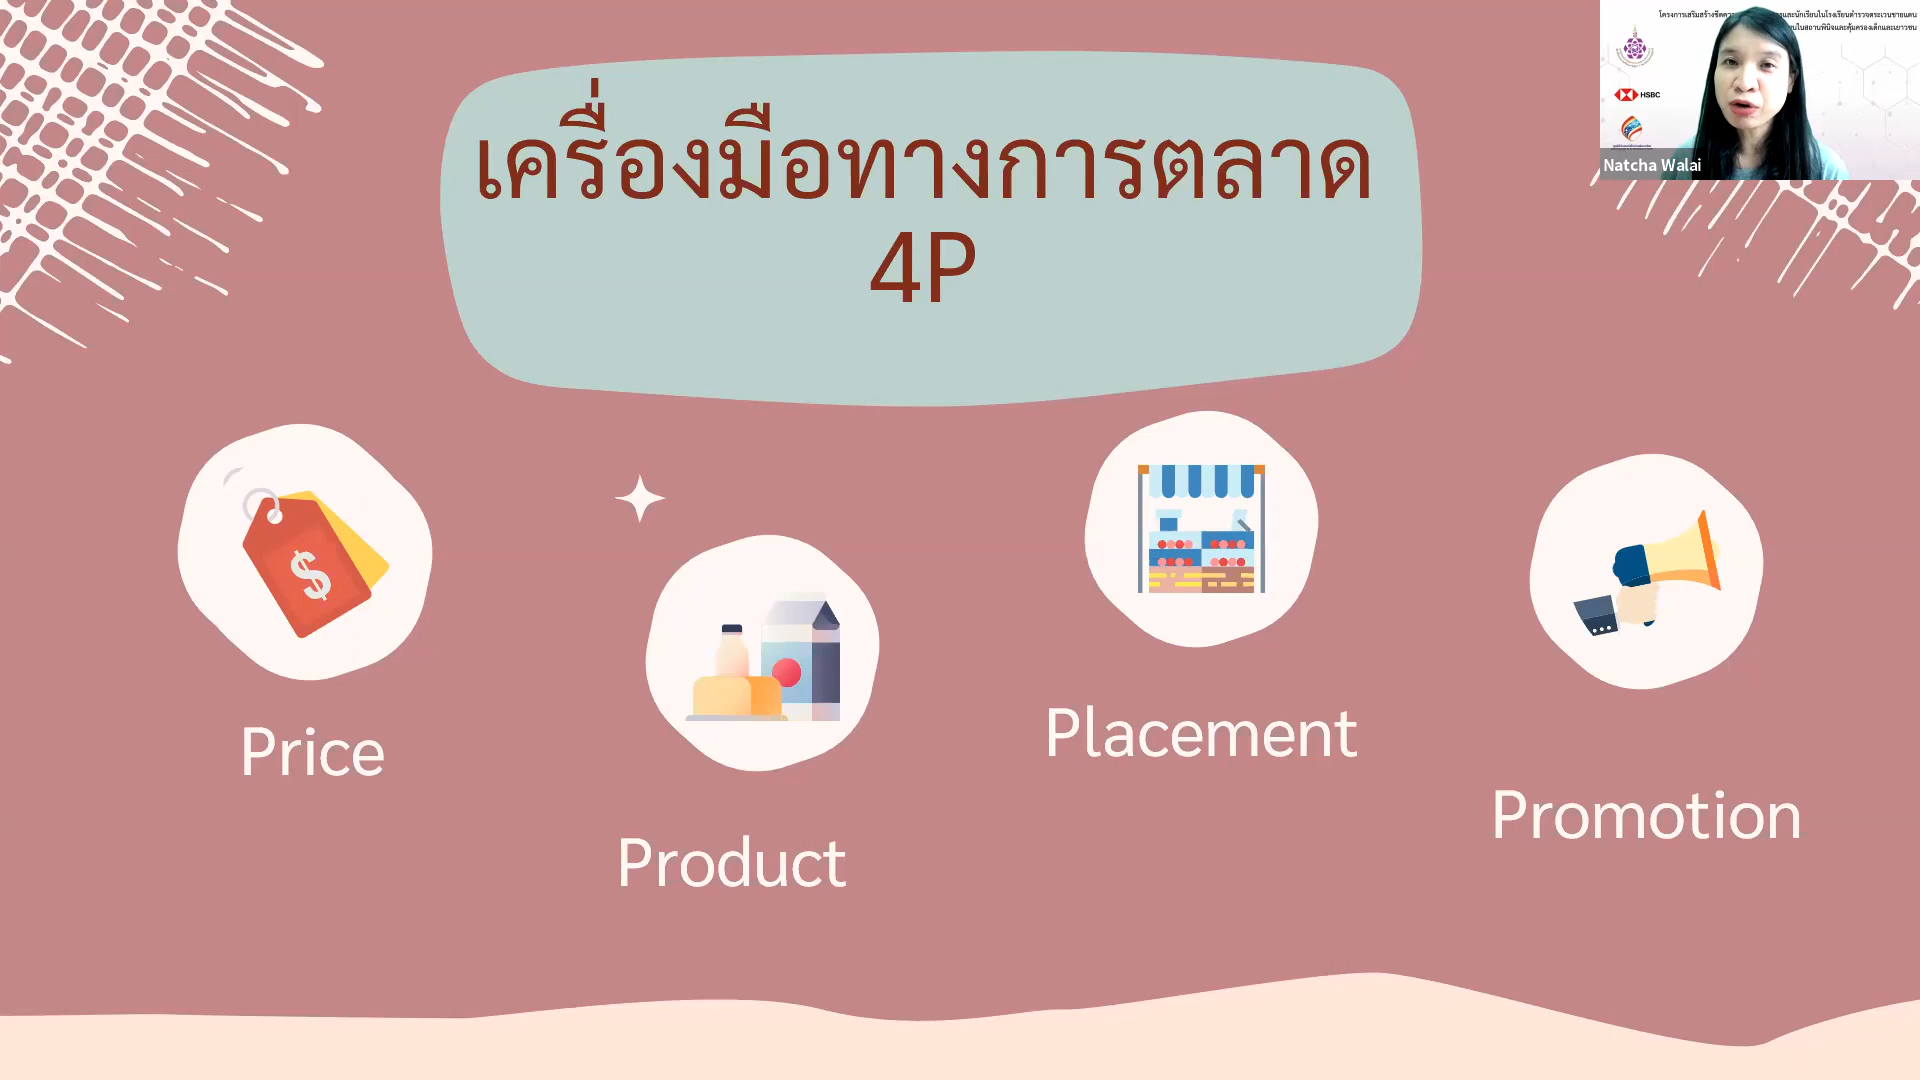 เครื่องมือทางการตลาด
4P
Price
Product
Placement
Promotion
$
HSBC
Natcha Walai